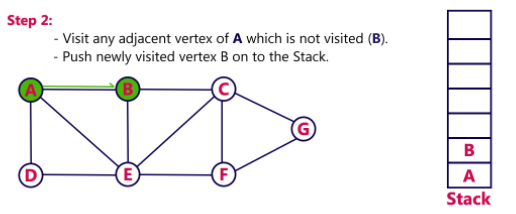 Step 2:
- Visit any adjacent vertex of A which is not visited (B).
- Push newly visited vertex B on to the Stack.
A B C
G
D E F
B
A
Stack